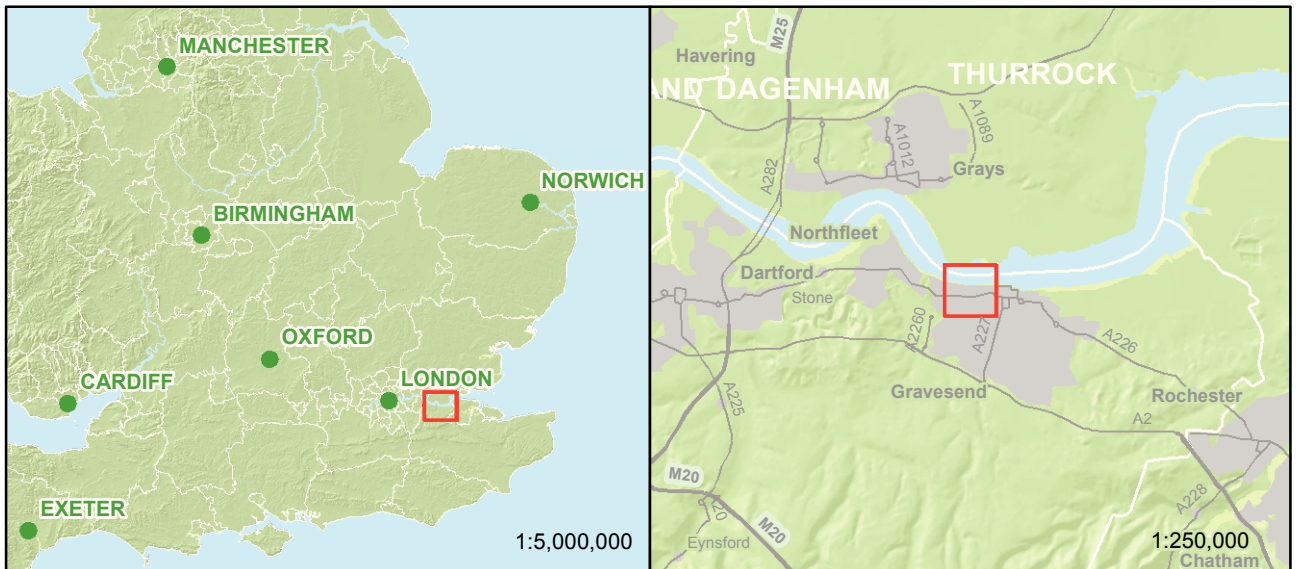 MANCHESTER
NORWICH
BIRMINGHAM
OXFORD
CARDIFF
LONDON
EXETER
1:5,000,000
M25
Havering
THURROCK
AND DAGENHAM
A1089
A1012
A282
Grays
Northfleet
Dartford
Stone
A2260
A227
A226
Gravesend
A225
Rochester
A2
M20
A20
A228
M20
Eynsford
1:250,000
Chatham